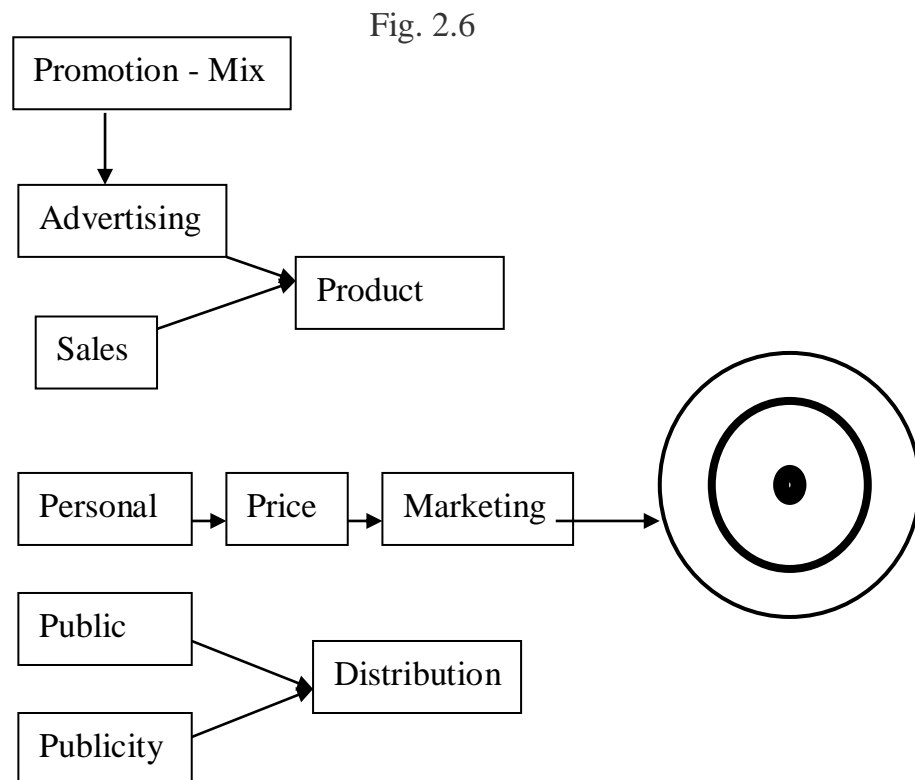 Fig. 2.6
Promotion - Mix
Advertising
Product
Sales
Personal
Price
Marketing
Public
Distribution
Publicity